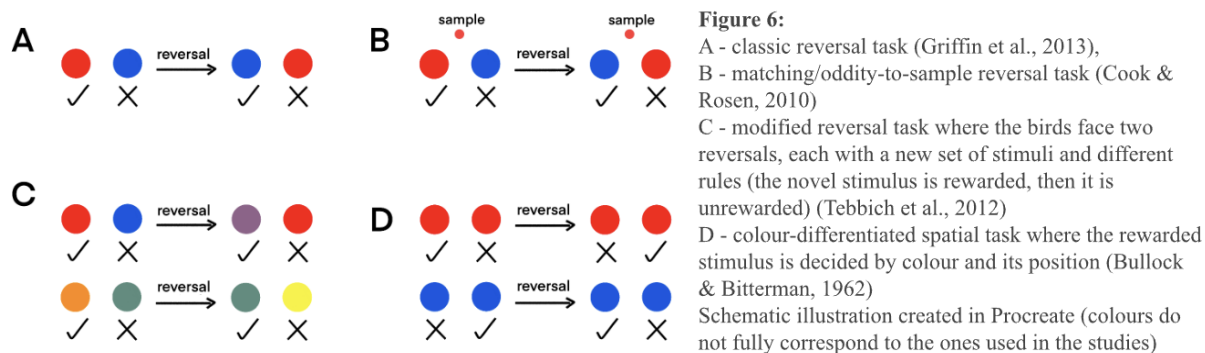 A
reversal
B
sample
reversal
sample
C
reversal
reversal
D
reversal
reversal
Figure 6:
A - classic reversal task (Griffin et al., 2013),
B - matching/oddity-to-sample reversal task (Cook &
Rosen, 2010)
C - modified reversal task where the birds face two
reversals, each with a new set of stimuli and different
rules (the novel stimulus is rewarded, then it is
unrewarded) (Tebbich et al., 2012)
D - colour-differentiated spatial task where the rewarded
stimulus is decided by colour and its position (Bullock
& Bitterman, 1962)
Schematic illustration created in Procreate (colours do
not fully correspond to the ones used in the studies)